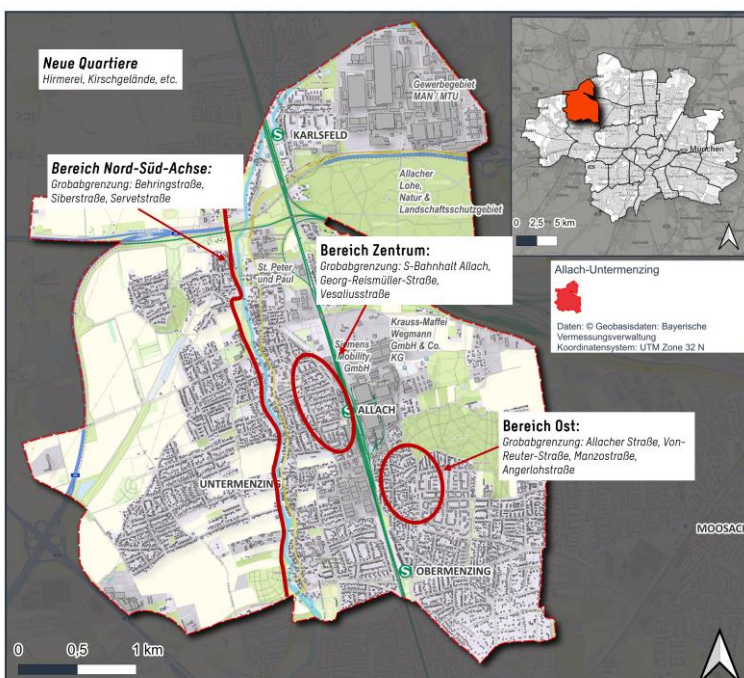 Neue Quartiere
Hirmerei, Kirschgelände, etc.
Gewerbegebiet
MAN / MTU
S
KARLSFELD
Bereich Nord-Süd-Achse:
Grobabgrenzung: Behringstraße,
Siberstraße, Servetstraße
Allacher
Lohe,
Natur &
Landschaftsschutzgebiet
Bereich Zentrum:
Grobabgrenzung: S-Bahnhalt Allach,
Georg-Reismüller-Straße,
Vesaliusstraße
St. Peter
und Paul
Krauss-Maffei
Wegmann
GmbH & Co.
KG
Siemens
Mobility
GmbH
S
ALLACH
Bereich Ost:
Grobabgrenzung: Allacher Straße, Von-
Reuter-Straße, Manzostraße,
Angerlohstraße
UNTERMENZING
MOOSACH
S
OBERMENZING
0 0,5 1 km
München
0 2,5 5 km
Allach-Untermenzing
Daten: © Geobasisdaten: Bayerische
Vermessungsverwaltung
Koordinatensystem: UTM Zone 32 N